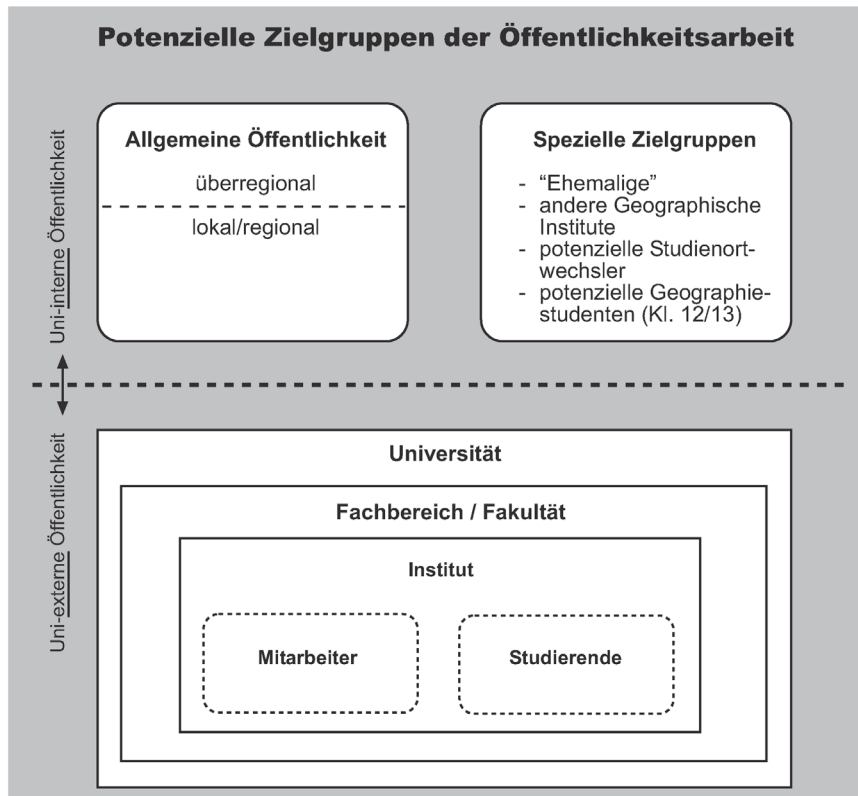 Potenzielle Zielgruppen der Öffentlichkeitsarbeit
Uni-interne Öffentlichkeit
Allgemeine Öffentlichkeit
überregional
lokal/regional
Spezielle Zielgruppen
- “Ehemalige”
- andere Geographische
Institute
- potenzielle Studienort-
wechsler
- potenzielle Geographie-
studenten (Kl. 12/13)
Uni-externe Öffentlichkeit
Universität
Fachbereich / Fakultät
Institut
Mitarbeiter
Studierende